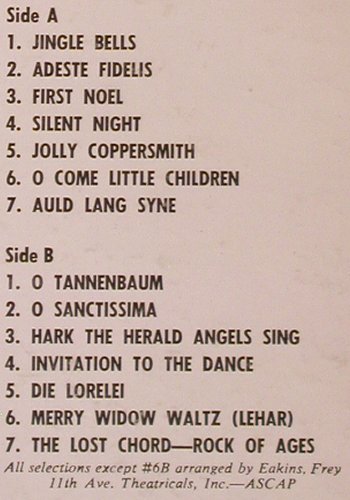 Side A
1. JINGLE BELLS
2. ADESTE FIDELIS
3. FIRST NOEL
4. SILENT NIGHT
5. JOLLY COPPERSMITH
6. O COME LITTLE CHILDREN
7. AULD LANG SYNE
Side B
1. O TANNENBAUM
2. O SANCTISSIMA
3. HARK THE HERALD ANGELS SING
4. INVITATION TO THE DANCE
5. DIE LORELEI
6. MERRY WIDOW WALTZ (LEHAR)
7. THE LOST CHORD—ROCK OF AGES
All selections except #6B arranged by Eakins, Frey
11th Ave. Theatricals, Inc.—ASCAP